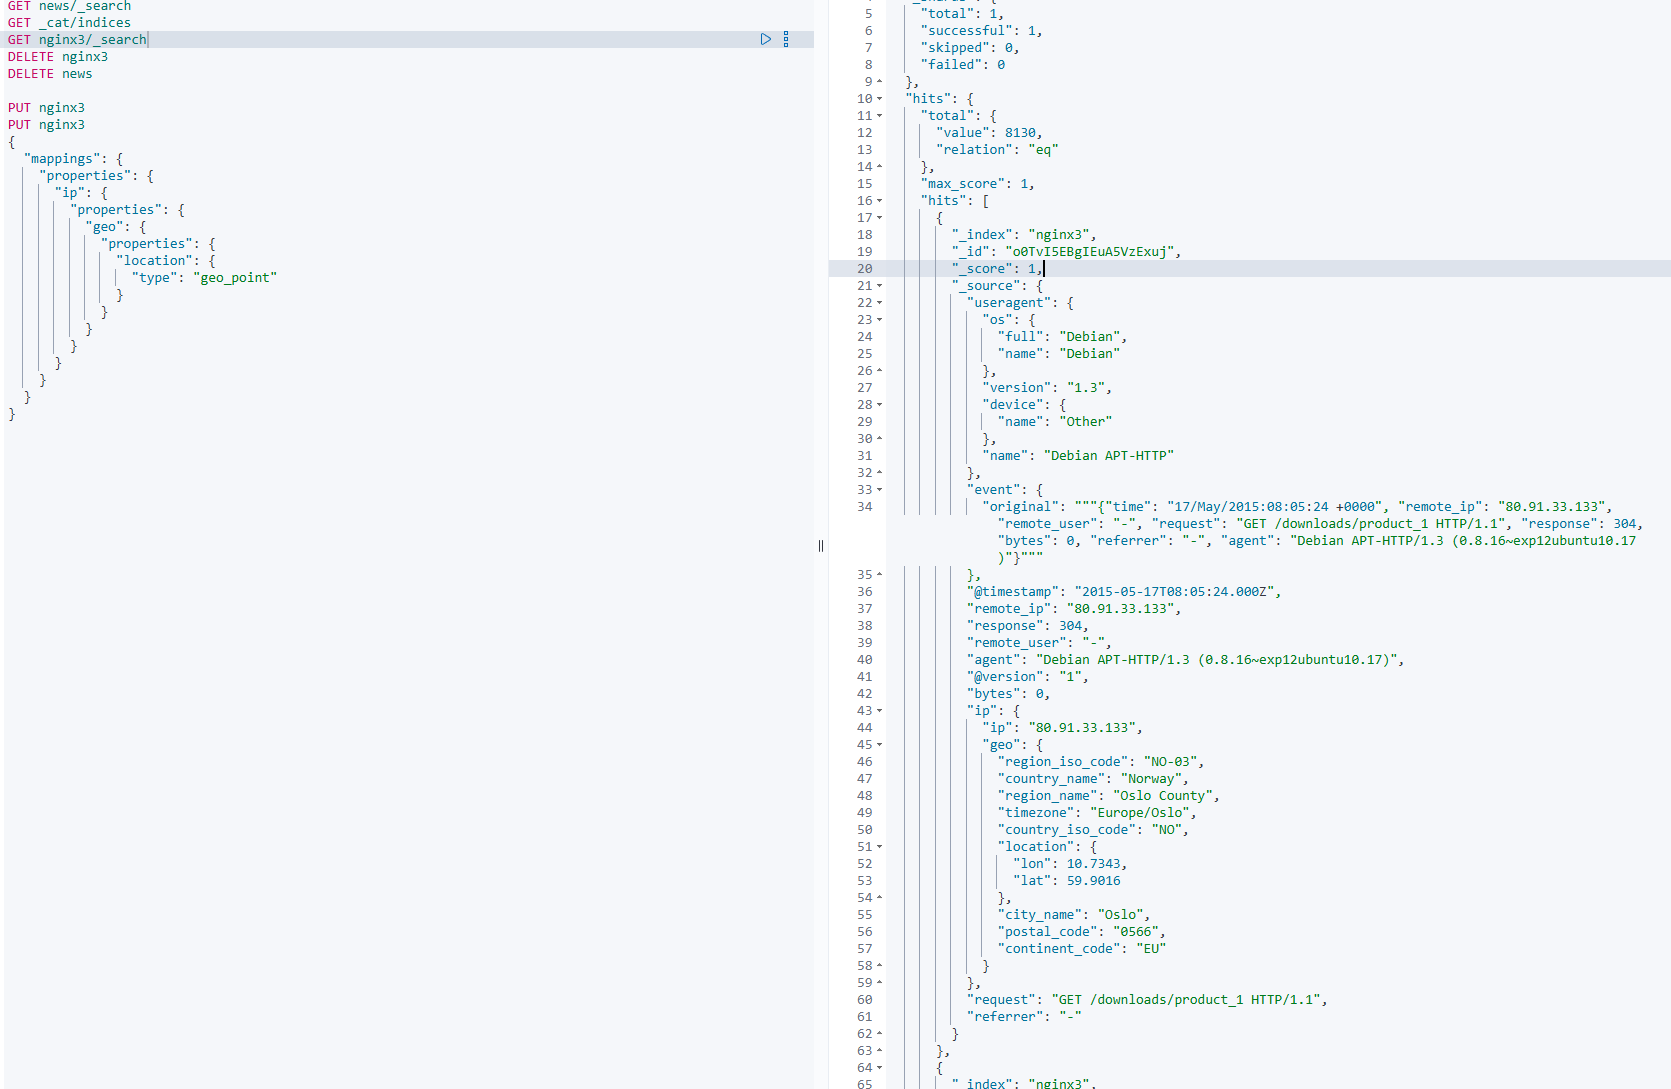 GET news/_search
GET _cat/indices
GET nginx3/_search
DELETE nginx3
DELETE news
PUT nginx3
PUT nginx3
{
"mappings": {
"properties": {
"ip": {
"properties": {
"geo": {
"properties": {
"location": {
"type": "geo_point"
}
}
}
}
}
}
}
}
5 "total": 1,
6 "successful": 1,
7 "skipped": 0,
8 "failed": 0
9 },
10 "hits": {
11 "total": {
12 "value": 8130,
13 "relation": "eq"
14 },
15 "max_score": 1,
16 "hits": [
17 {
18 "_index": "nginx3",
19 "_id": "o0TvI5EBgIEuA5VzExuj",
20 "_score": 1,
21 "_source": {
22 "useragent": {
23 "os": {
24 "full": "Debian",
25 "name": "Debian"
26 },
27 "version": "1.3",
28 "device": {
29 "name": "Other"
30 },
31 "name": "Debian APT-HTTP"
32 },
33 "event": {
34 "original": """{"time": "17/May/2015:08:05:24 +0000", "remote_ip": "80.91.33.133",
"remote_user": "-", "request": "GET /downloads/product_1 HTTP/1.1", "response": 304,
"bytes": 0, "referrer": "-", "agent": "Debian APT-HTTP/1.3 (0.8.16~exp12ubuntu10.17
)"}"""
35 },
36 "@timestamp": "2015-05-17T08:05:24.000Z",
37 "remote_ip": "80.91.33.133",
38 "response": 304,
39 "remote_user": "-",
40 "agent": "Debian APT-HTTP/1.3 (0.8.16~exp12ubuntu10.17)",
41 "@version": "1",
42 "bytes": 0,
43 "ip": {
44 "ip": "80.91.33.133",
45 "geo": {
46 "region_iso_code": "NO-03",
47 "country_name": "Norway",
48 "region_name": "Oslo County",
49 "timezone": "Europe/Oslo",
50 "country_iso_code": "NO",
51 "location": {
52 "lon": 10.7343,
53 "lat": 59.9016
54 },
55 "city_name": "Oslo",
56 "postal_code": "0566",
57 "continent_code": "EU"
58 }
59 },
60 "request": "GET /downloads/product_1 HTTP/1.1",
61 "referrer": "-"
62 }
63 },
64 {
65 "_index": "nginx3",